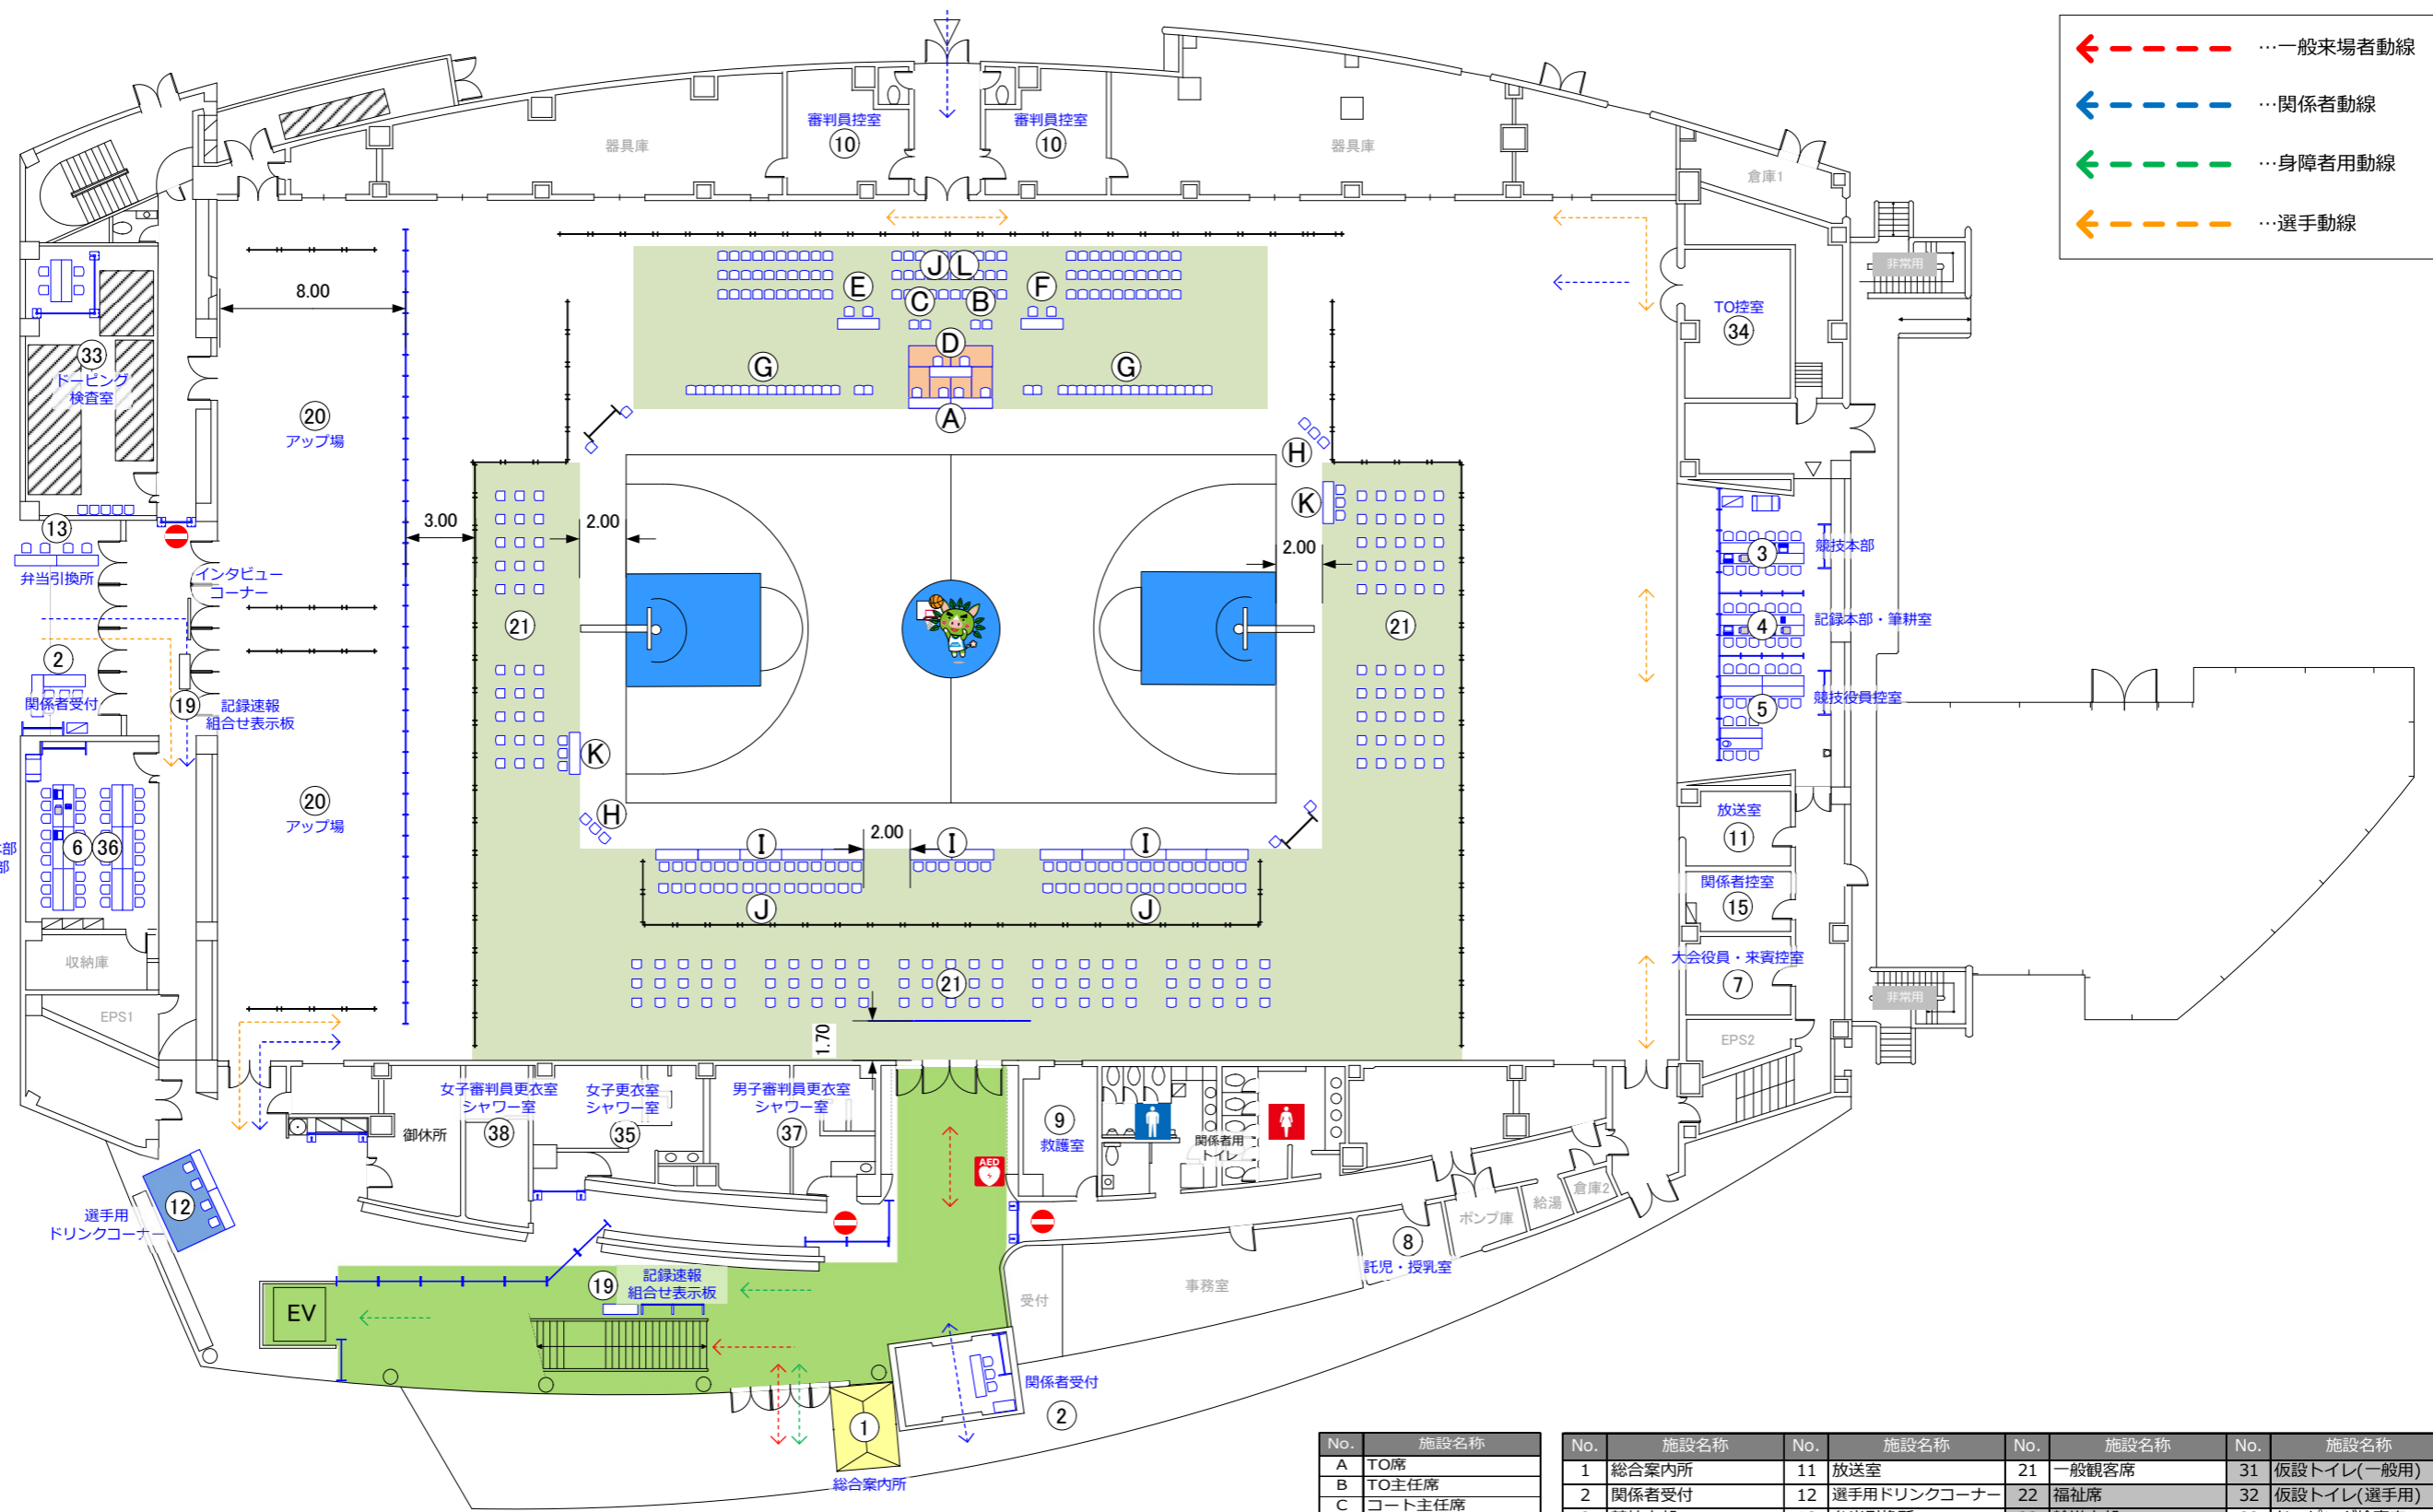 …一般来場者動線
…関係者動線
…身障者用動線
…選手動線
審判員控室
10
審判員控室
10
器具庫
器具庫
倉庫1
非常用
8.00
J L
E
C
B
F
D
G
G
A
TO控室
34
33
ドーピング
検査室
20
アップ場
H
K
3.00
2.00
2.00
13
弁当引換所
インタビュー
コーナー
3
競技本部
21
21
4
記録本部・筆耕室
2
関係者受付
19
記録速報
組合せ表示板
競技役員控室
5
K
20
アップ場
H
放送室
11
6 36
本部
部
I
2.00
I
I
J
J
関係者控室
15
収納庫
大会役員・来賓控室
7
21
非常用
EPS1
1.70
EPS2
女子審判員更衣室
シャワー室
38
女子更衣室
シャワー室
35
男子審判員更衣室
シャワー室
37
御休所
9
救護室
関係者用
トイレ
AED
12
選手用
ドリンクコーナー
倉庫2
給湯
ポンプ庫
8
託児・授乳室
19
記録速報
組合せ表示板
EV
受付
事務室
関係者受付
2
1
総合案内所
No. 施設名称
A TO席
B TO主任席
C コート主任席
No. 施設名称 No. 施設名称 No. 施設名称 No. 施設名称
1 総合案内所 11 放送室 21 一般観客席 31 仮設トイレ(一般用)
2 関係者受付 12 選手用ドリンクコーナー 22 福祉席 32 仮設トイレ(選手用)